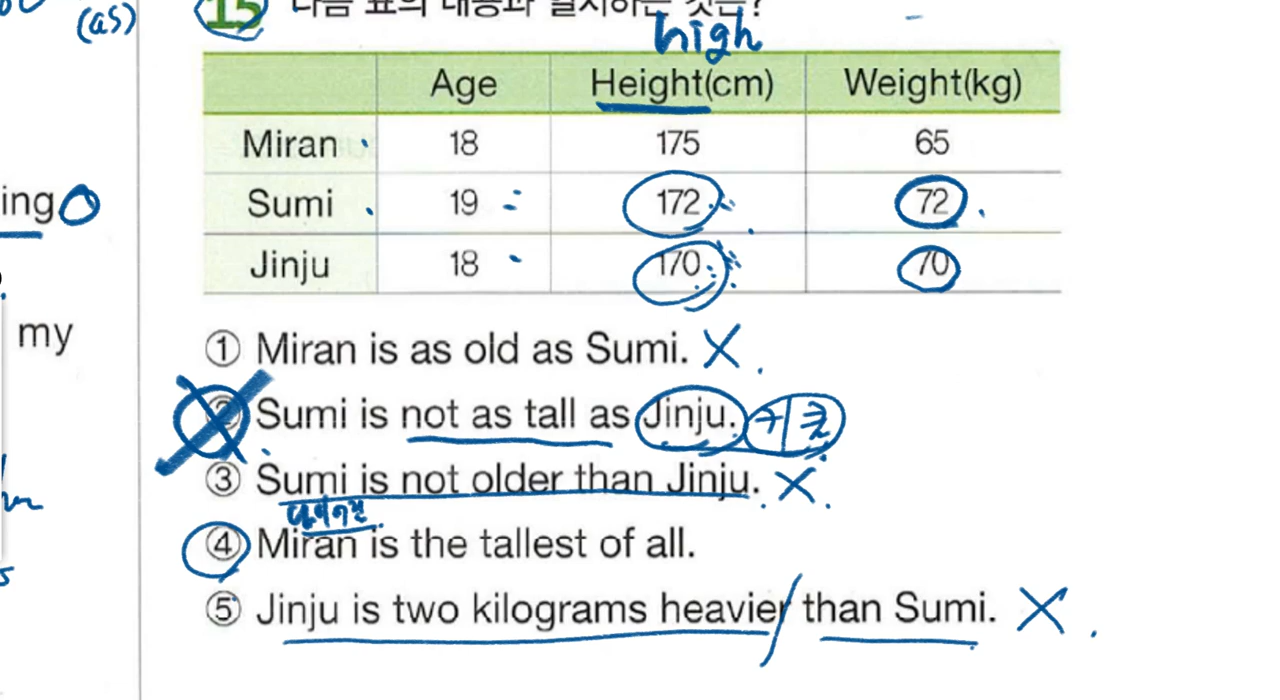 (as)
15 다음 표의 내용과 일치하는 것은?
high
Age Height(cm) Weight(kg)
Miran 18 175 65
Sumi 19 172 72
Jinju 18 170 70
ing
my
① Miran is as old as Sumi. X
② Sumi is not as tall as Jinju.
③ Sumi is not older than Jinju. X
④ Miran is the tallest of all.
⑤ Jinju is two kilograms heavier than Sumi. X